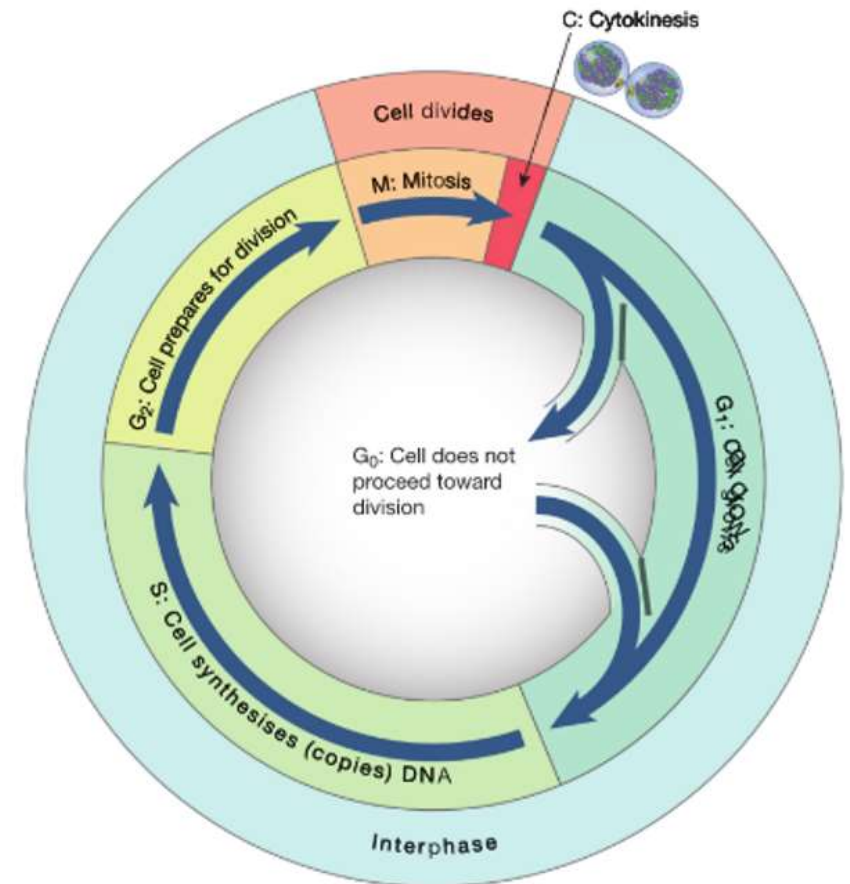 C: Cytokinesis
Cell divides
M: Mitosis
G₂: Cell prepares for division
G₁:
G₀: Cell does not
proceed toward
division
S: Cell synthesises (copies) DNA
Interphase